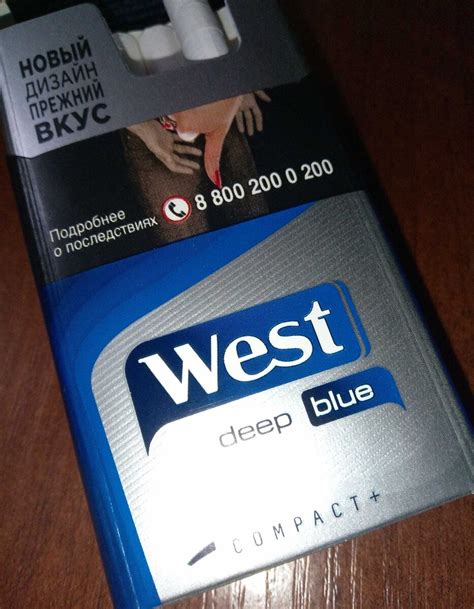 НОВЫЙ
ДИЗАЙН
ПРЕЖНИЙ
ВКУС
Подробнее
о последствиях
8 800 200 0 200
West
deep blue
COMPACT+